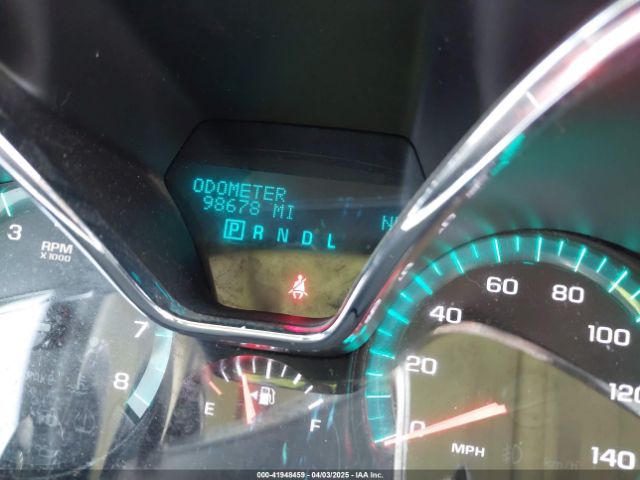 ODOMETER
98678 MI
P R N D L
3
RPM
X1000
7
8
E
F
0
20
40
60
80
100
120
140
MPH
000-41948459 - 04/03/2025 - IAA Inc.